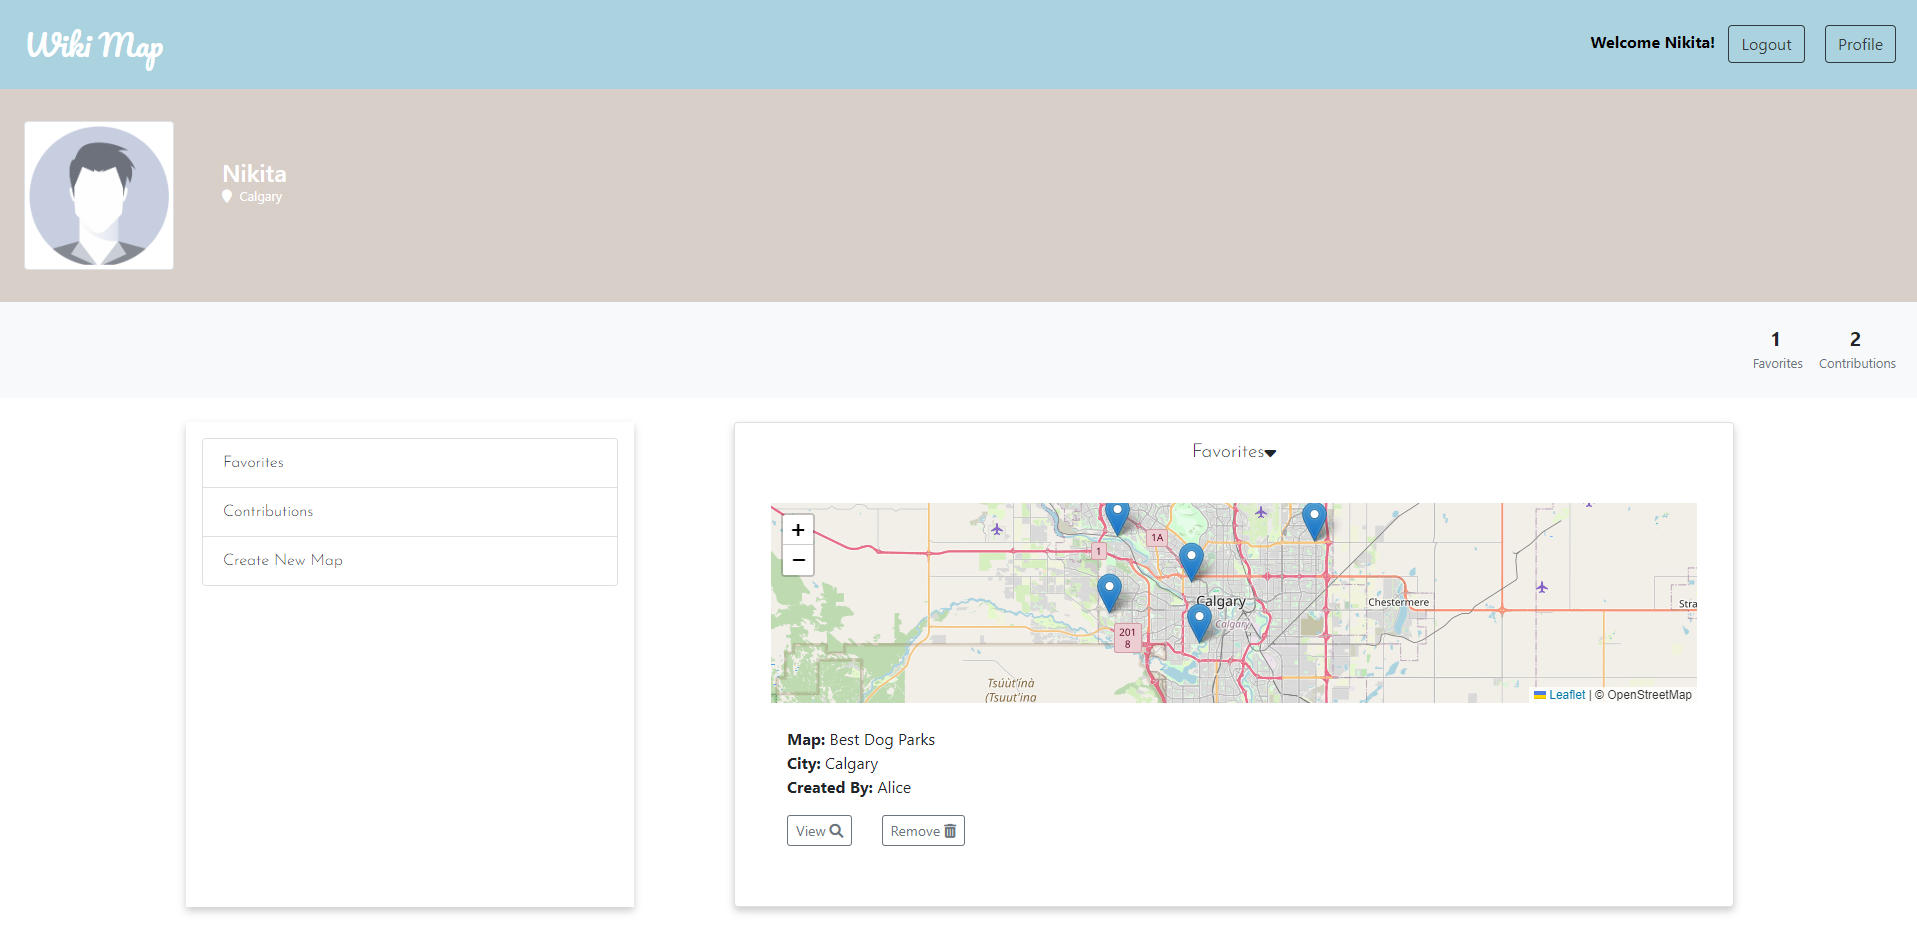 Wiki Map
Welcome Nikita!
Logout
Profile
Nikita
Calgary
1
Favorites
2
Contributions
Favorites
Contributions
Create New Map
Favorites
+
−
1
1A
Calgary
Calgary
Chestermere
Stra
201
8
Tsúùt'ínà
(Tsuut'ina
Leaflet | © OpenStreetMap
Map: Best Dog Parks
City: Calgary
Created By: Alice
View
Remove